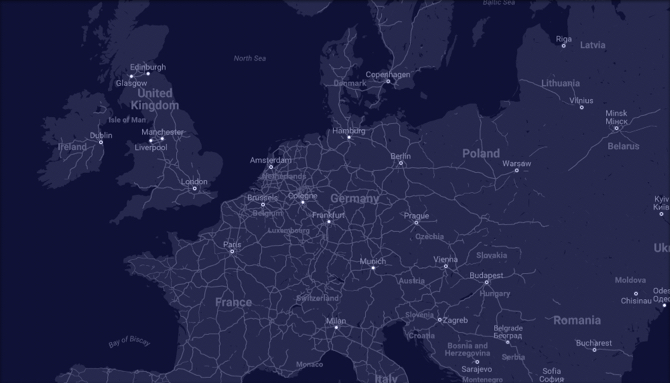 Baltic Sea
Riga
Latvia
North Sea
Edinburgh
Glasgow
Copenhagen
Denmark
Lithuania
United
Kingdom
Vilnius
Isle of Man
Minsk
Мінск
Dublin
Manchester
Hamburg
Ireland
Liverpool
Belarus
Amsterdam
Berlin
Poland
Warsaw
Netherlands
London
Brussels
Cologne
Germany
Kyiv
Київ
Belgium
Frankfurt
Prague
Luxembourg
Czechia
Paris
Uk
Munich
Vienna
Slovakia
Budapest
Austria
Moldova
Hungary
Chisinau
Odes
Одес
France
Switzerland
Slovenia
Zagreb
Milan
Romania
Croatia
Belgrade
Београд
Bucharest
Bay of Biscay
Bosnia and
Herzegovina
Serbia
Monaco
Sarajevo
Sofia
София
Italy
Montenegro